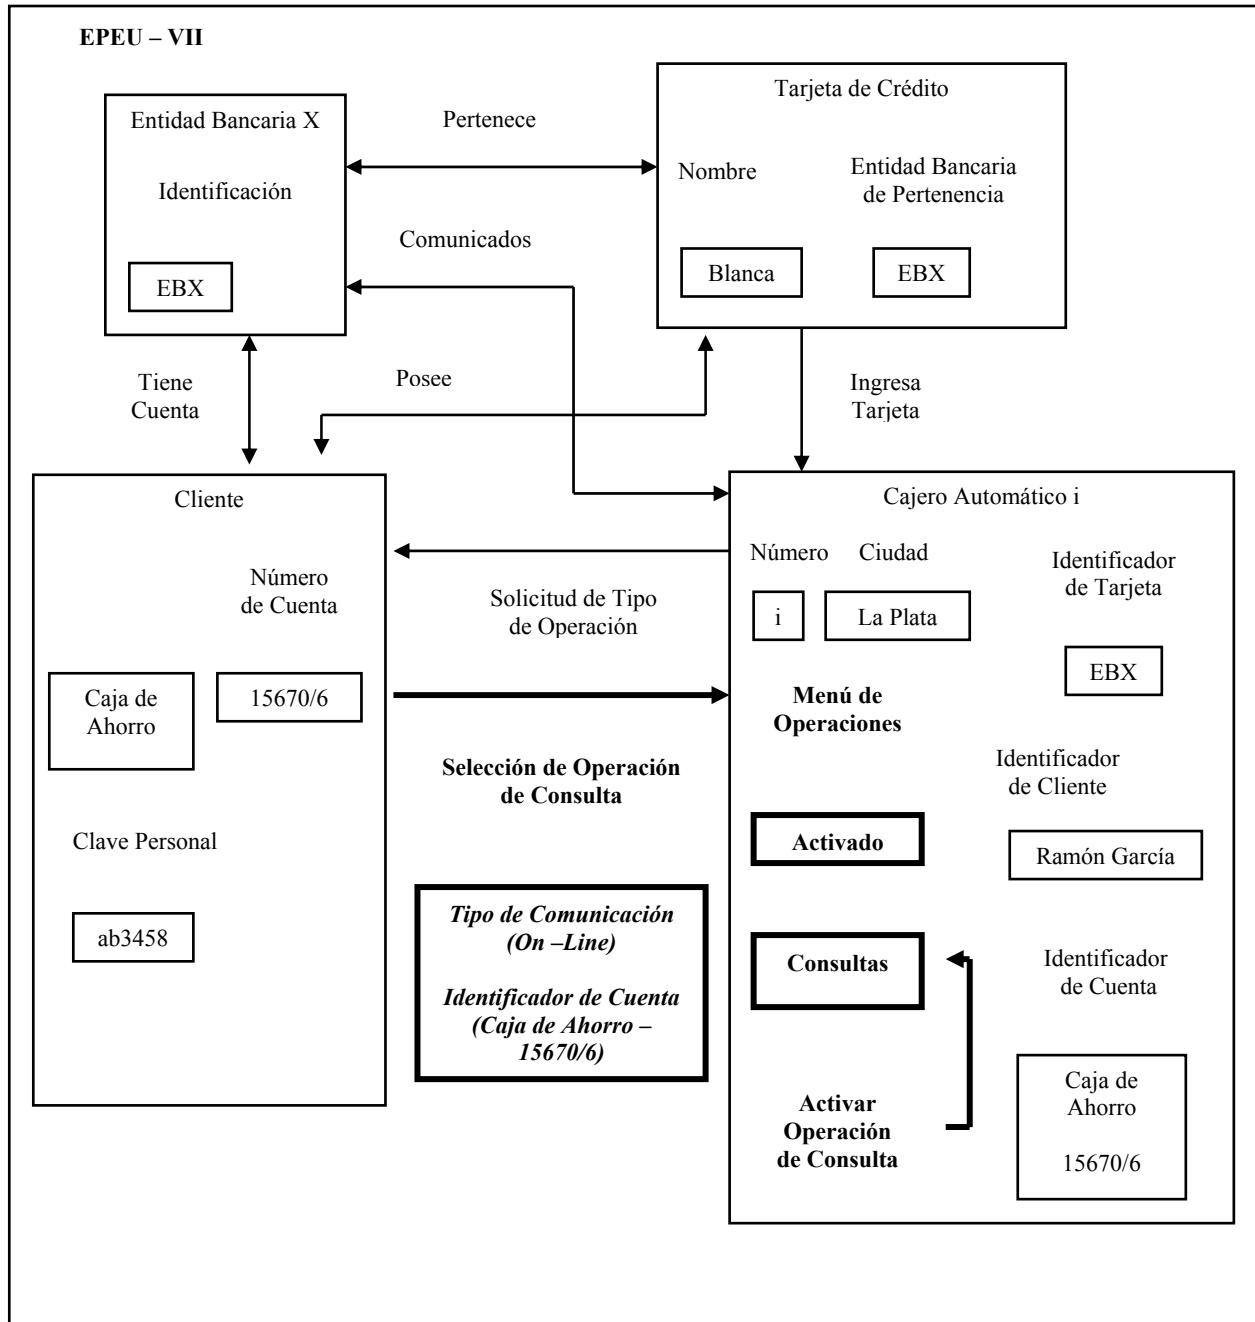 EPEU – VII
Entidad Bancaria X
Identificación
EBX
Pertenece
Comunicados
Tarjeta de Crédito
Nombre
Entidad Bancaria
de Pertenencia
Blanca
EBX
Tiene
Cuenta
Posee
Ingresa
Tarjeta
Cliente
Número
de Cuenta
Caja de
Ahorro
15670/6
Clave Personal
ab3458
Solicitud de Tipo
de Operación
Selección de Operación
de Consulta
Tipo de Comunicación
(On –Line)
Identificador de Cuenta
(Caja de Ahorro –
15670/6)
Cajero Automático i
Número
Ciudad
i
La Plata
Identificador
de Tarjeta
EBX
Menú de
Operaciones
Identificador
de Cliente
Activado
Ramón García
Consultas
Identificador
de Cuenta
Activar
Operación
de Consulta
Caja de
Ahorro
15670/6